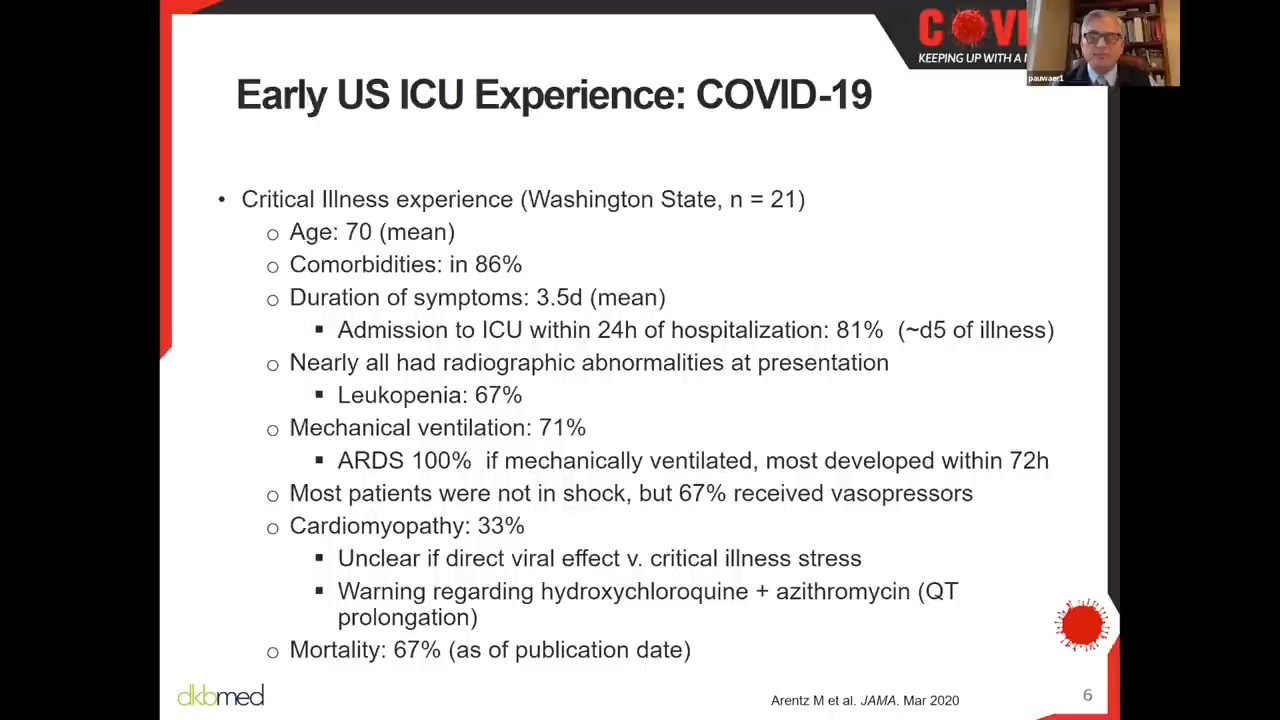 COVI
KEEPING UP WITH A
pauwaer1
Early US ICU Experience: COVID-19
• Critical Illness experience (Washington State, n = 21)
o Age: 70 (mean)
o Comorbidities: in 86%
o Duration of symptoms: 3.5d (mean)
▪ Admission to ICU within 24h of hospitalization: 81% (~d5 of illness)
o Nearly all had radiographic abnormalities at presentation
▪ Leukopenia: 67%
o Mechanical ventilation: 71%
▪ ARDS 100% if mechanically ventilated, most developed within 72h
o Most patients were not in shock, but 67% received vasopressors
o Cardiomyopathy: 33%
▪ Unclear if direct viral effect v. critical illness stress
▪ Warning regarding hydroxychloroquine + azithromycin (QT
prolongation)
o Mortality: 67% (as of publication date)
dkbmed
Arentz M et al. JAMA. Mar 2020
6